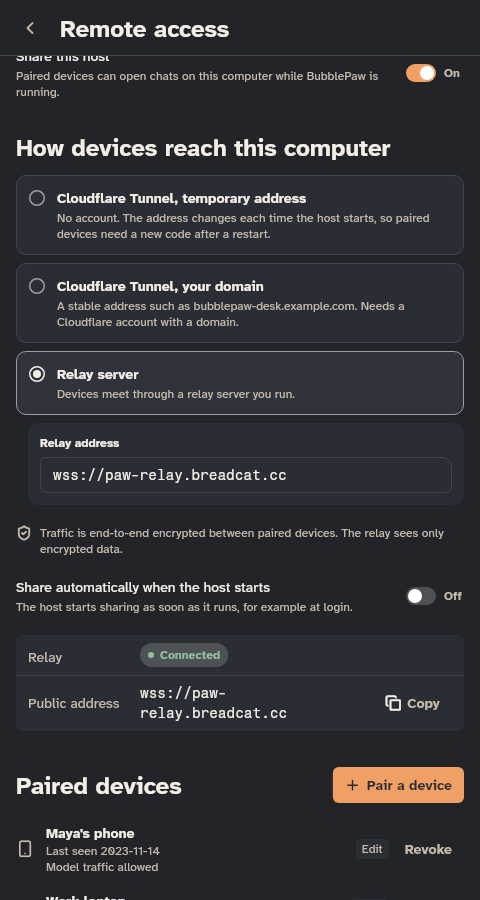 Remote access
Share this host
Paired devices can open chats on this computer while BubblePaw is
running.
On
How devices reach this computer
Cloudflare Tunnel, temporary address
No account. The address changes each time the host starts, so paired
devices need a new code after a restart.
Cloudflare Tunnel, your domain
A stable address such as bubblepaw-desk.example.com. Needs a
Cloudflare account with a domain.
Relay server
Devices meet through a relay server you run.
Relay address
wss://paw-relay.breadcat.cc
Traffic is end-to-end encrypted between paired devices. The relay sees only
encrypted data.
Share automatically when the host starts
The host starts sharing as soon as it runs, for example at login.
Off
Relay
Connected
Public address
wss://paw-
relay.breadcat.cc
Copy
Paired devices
Pair a device
Maya's phone
Last seen 2023-11-14
Model traffic allowed
Edit
Revoke
Work laptop